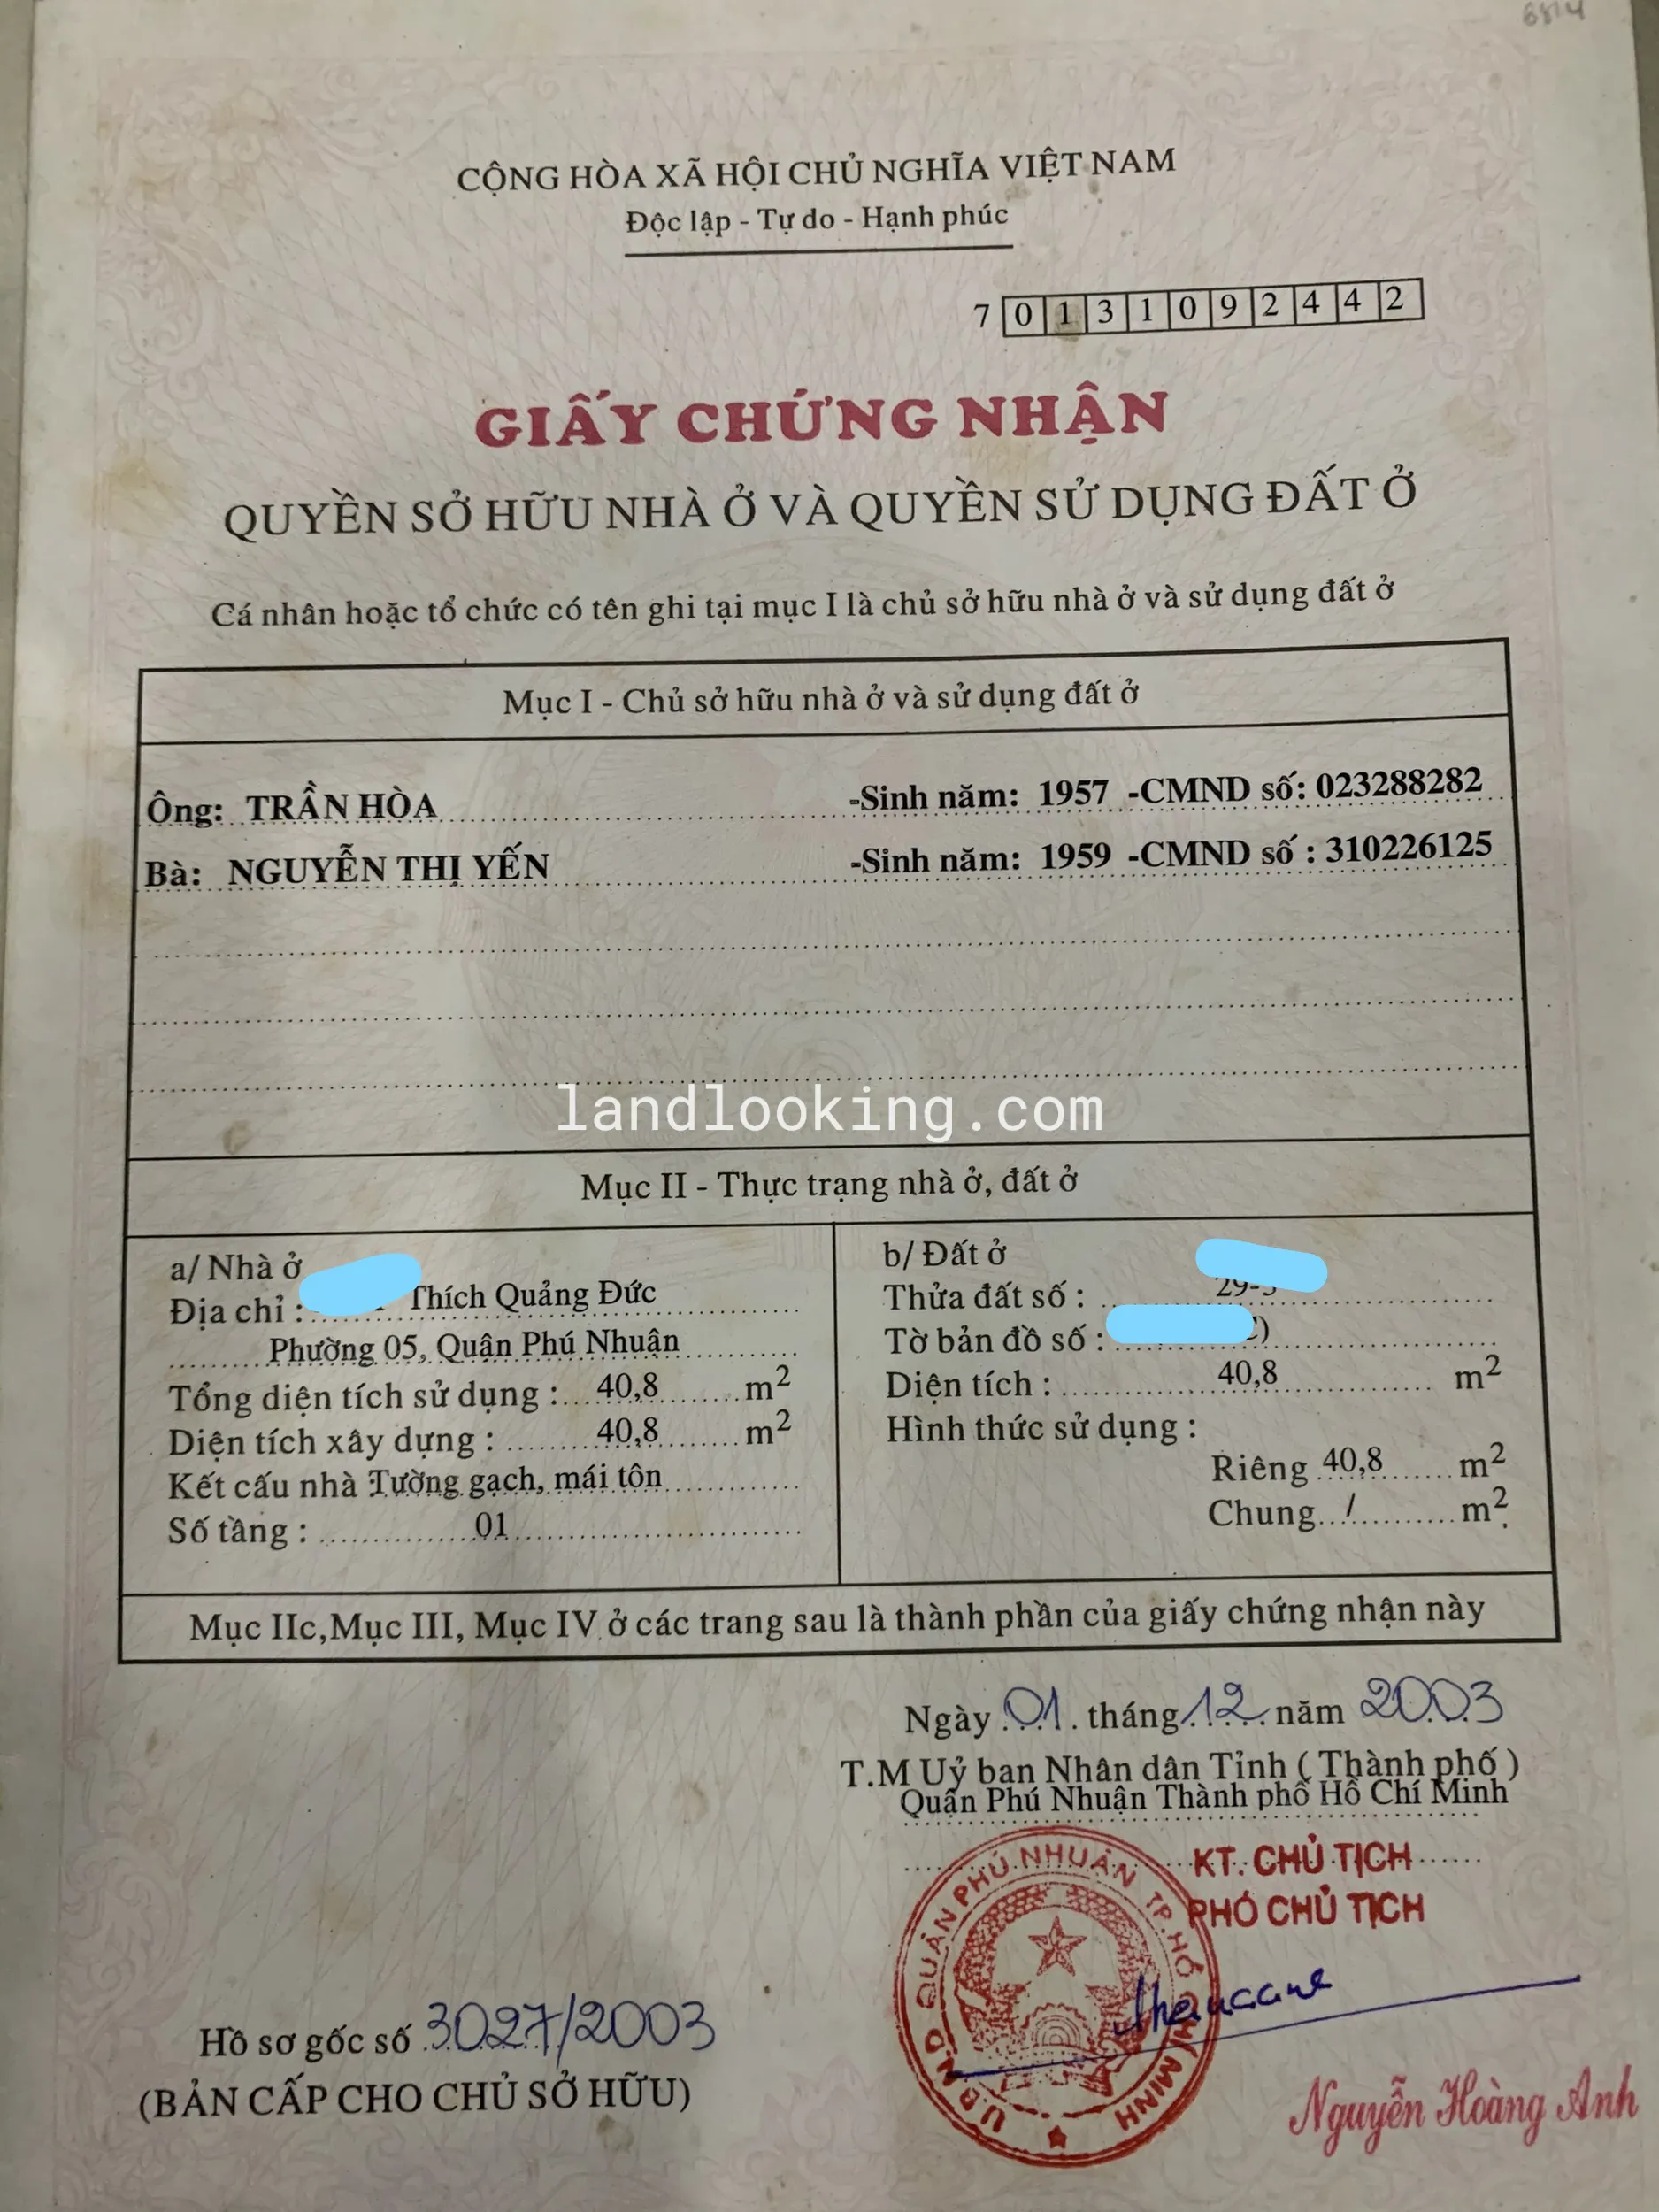 6814
CỘNG HÒA XÃ HỘI CHỦ NGHĨA VIỆT NAM
Độc lập - Tự do - Hạnh phúc
7 0 1 3 1 0 9 2 4 4 2
GIẤY CHỨNG NHẬN
QUYỀN SỞ HỮU NHÀ Ở VÀ QUYỀN SỬ DỤNG ĐẤT Ở
Cá nhân hoặc tổ chức có tên ghi tại mục I là chủ sở hữu nhà ở và sử dụng đất ở
Mục I - Chủ sở hữu nhà ở và sử dụng đất ở
Ông: TRẦN HÒA -Sinh năm: 1957 -CMND số: 023288282
Bà: NGUYỄN THỊ YẾN -Sinh năm: 1959 -CMND số : 310226125
landlooking.com
Mục II - Thực trạng nhà ở, đất ở
a/ Nhà ở
Địa chỉ : Thích Quảng Đức
Phường 05, Quận Phú Nhuận
Tổng diện tích sử dụng : 40,8 m2
Diện tích xây dựng : 40,8 m2
Kết cấu nhà : Tường gạch, mái tôn
Số tầng : 01
b/ Đất ở
Thửa đất số :
Tờ bản đồ số :
Diện tích : 40,8 m2
Hình thức sử dụng :
Riêng 40,8 m2
Chung / m2
Mục IIc,Mục III, Mục IV ở các trang sau là thành phần của giấy chứng nhận này
Ngày 01 tháng 12 năm 2003
T.M Uỷ ban Nhân dân Tỉnh ( Thành phố )
Quận Phú Nhuận Thành phố Hồ Chí Minh
KT. CHỦ TỊCH
PHÓ CHỦ TỊCH
U.B.N.D QUẬN PHÚ NHUẬN TP. HỒ CHÍ MINH
Nguyễn Hoàng Anh
Hồ sơ gốc số 3027/2003
(BẢN CẤP CHO CHỦ SỞ HỮU)